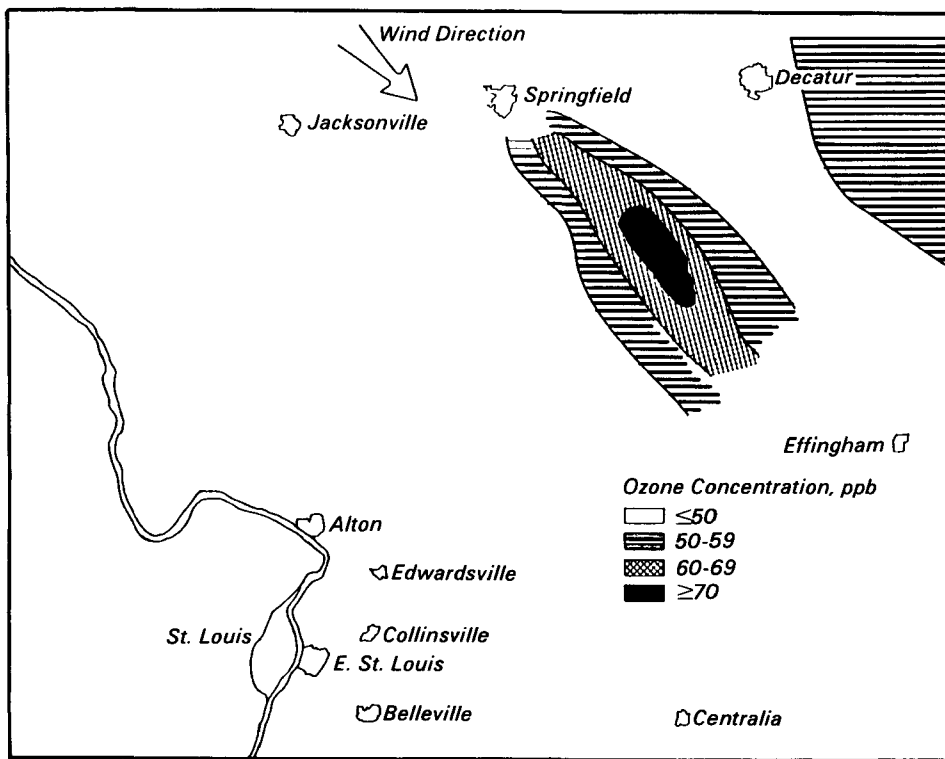 Wind Direction
Decatur
Springfield
Jacksonville
Effingham
Ozone Concentration, ppb
≤50
50-59
60-69
≥70
Alton
Edwardsville
St. Louis
Collinsville
E. St. Louis
Belleville
Centralia